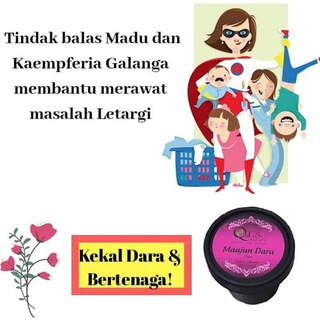 Tindak balas Madu dan
Kaempferia Galanga
membantu merawat
masalah Letargi
Kekal Dara &
Bertenaga!
Maajun Dara